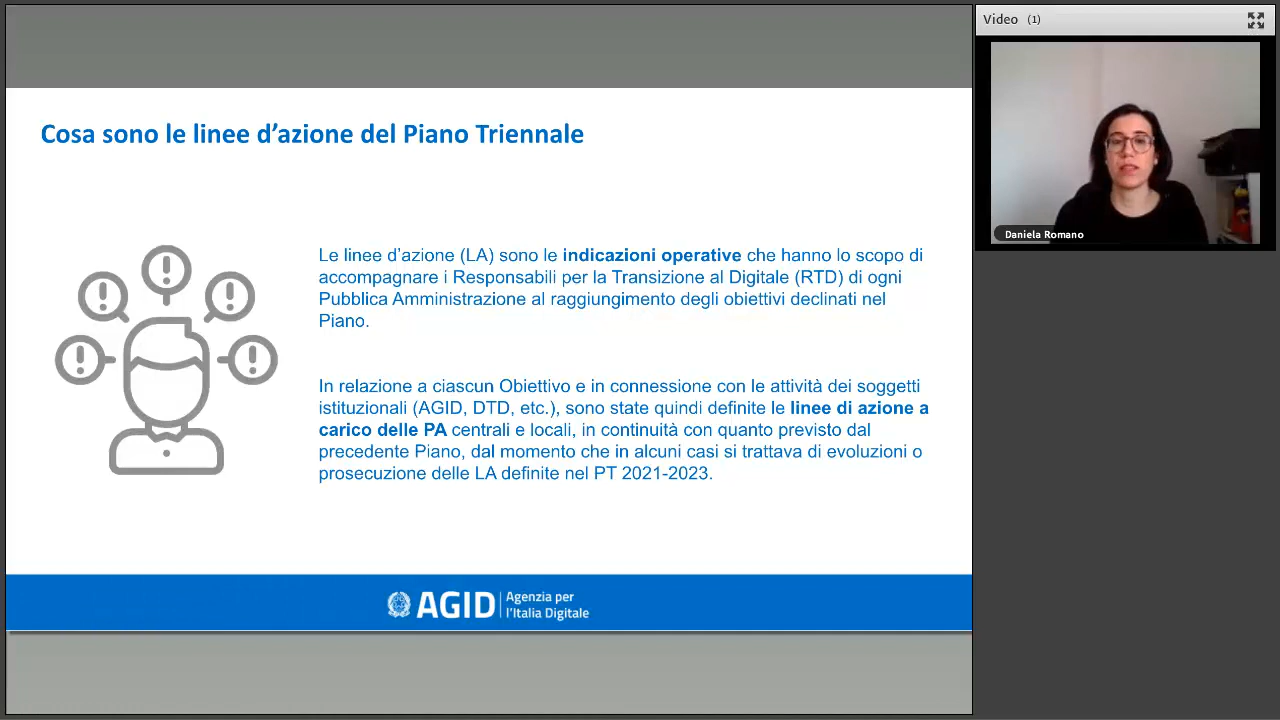 Cosa sono le linee d'azione del Piano Triennale
Le linee d'azione (LA) sono le indicazioni operative che hanno lo scopo di
accompagnare i Responsabili per la Transizione al Digitale (RTD) di ogni
Pubblica Amministrazione al raggiungimento degli obiettivi declinati nel
Piano.
In relazione a ciascun Obiettivo e in connessione con le attività dei soggetti
istituzionali (AGID, DTD, etc.), sono state quindi definite le linee di azione a
carico delle PA centrali e locali, in continuità con quanto previsto dal
precedente Piano, dal momento che in alcuni casi si trattava di evoluzioni o
prosecuzione delle LA definite nel PT 2021-2023.
AGID
Agenzia per
l'Italia Digitale
Video (1)
Daniela Romano